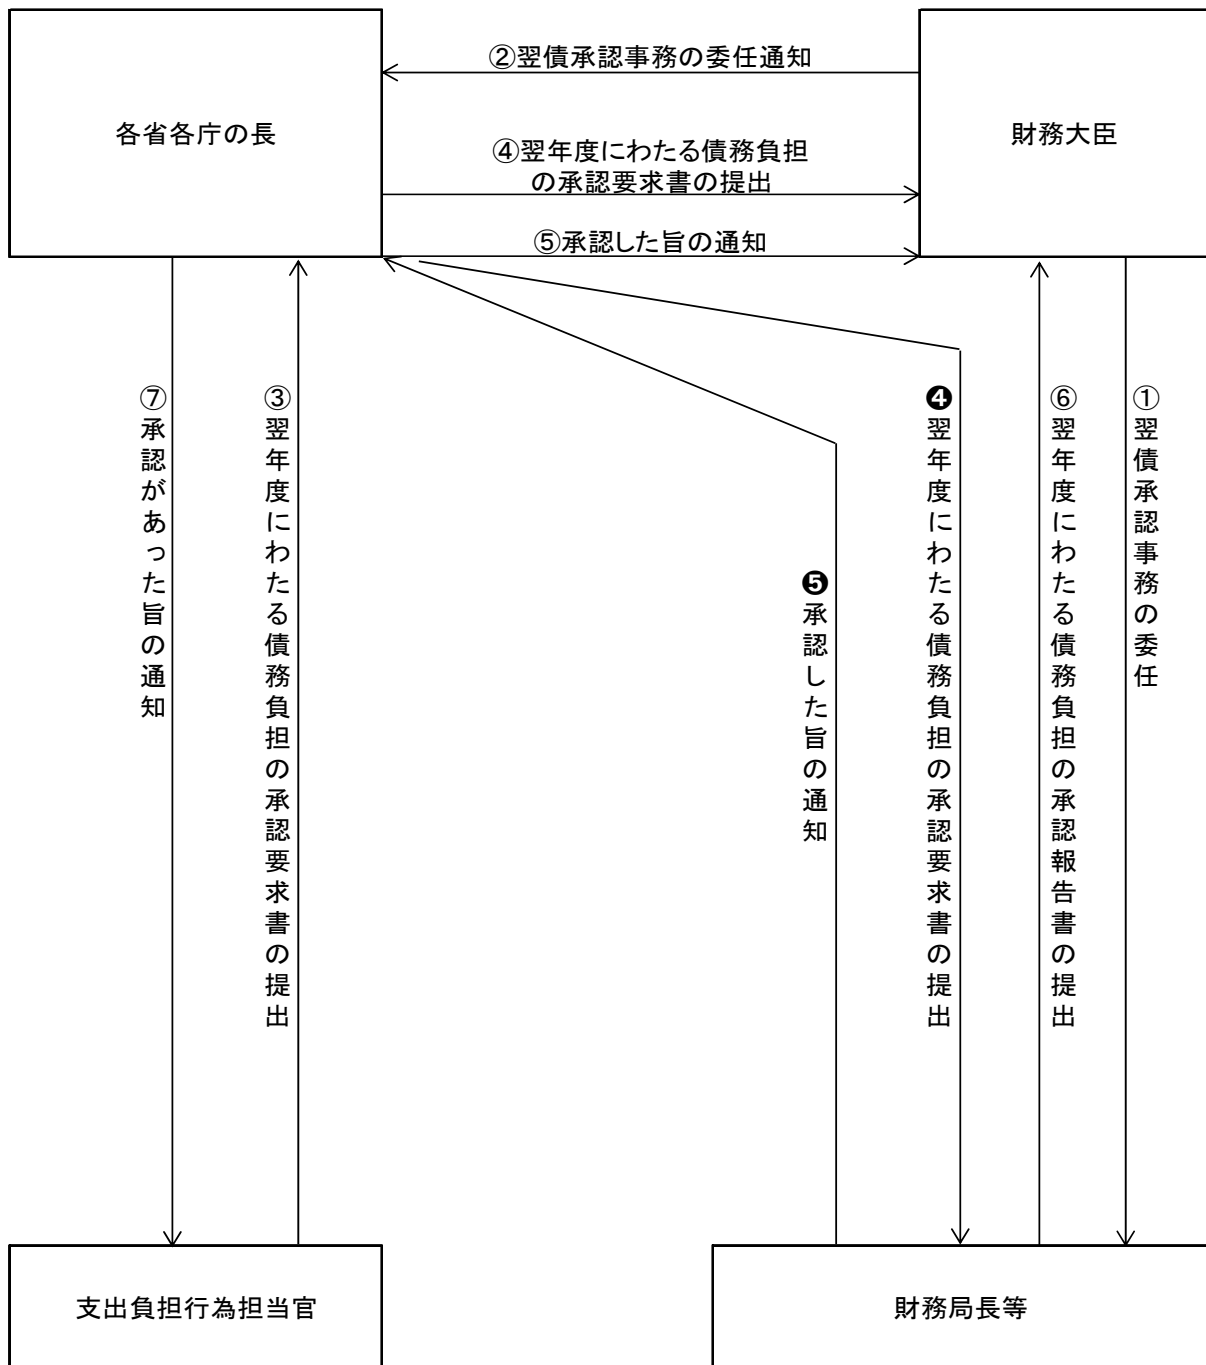 ②翌債承認事務の委任通知
各省各庁の長
財務大臣
④翌年度にわたる債務負担
の承認要求書の提出
⑤承認した旨の通知
⑦承認があった旨の通知
③翌年度にわたる債務負担の承認要求書の提出
❺承認した旨の通知
❹翌年度にわたる債務負担の承認要求書の提出
⑥翌年度にわたる債務負担の承認報告書の提出
①翌債承認事務の委任
支出負担行為担当官
財務局長等